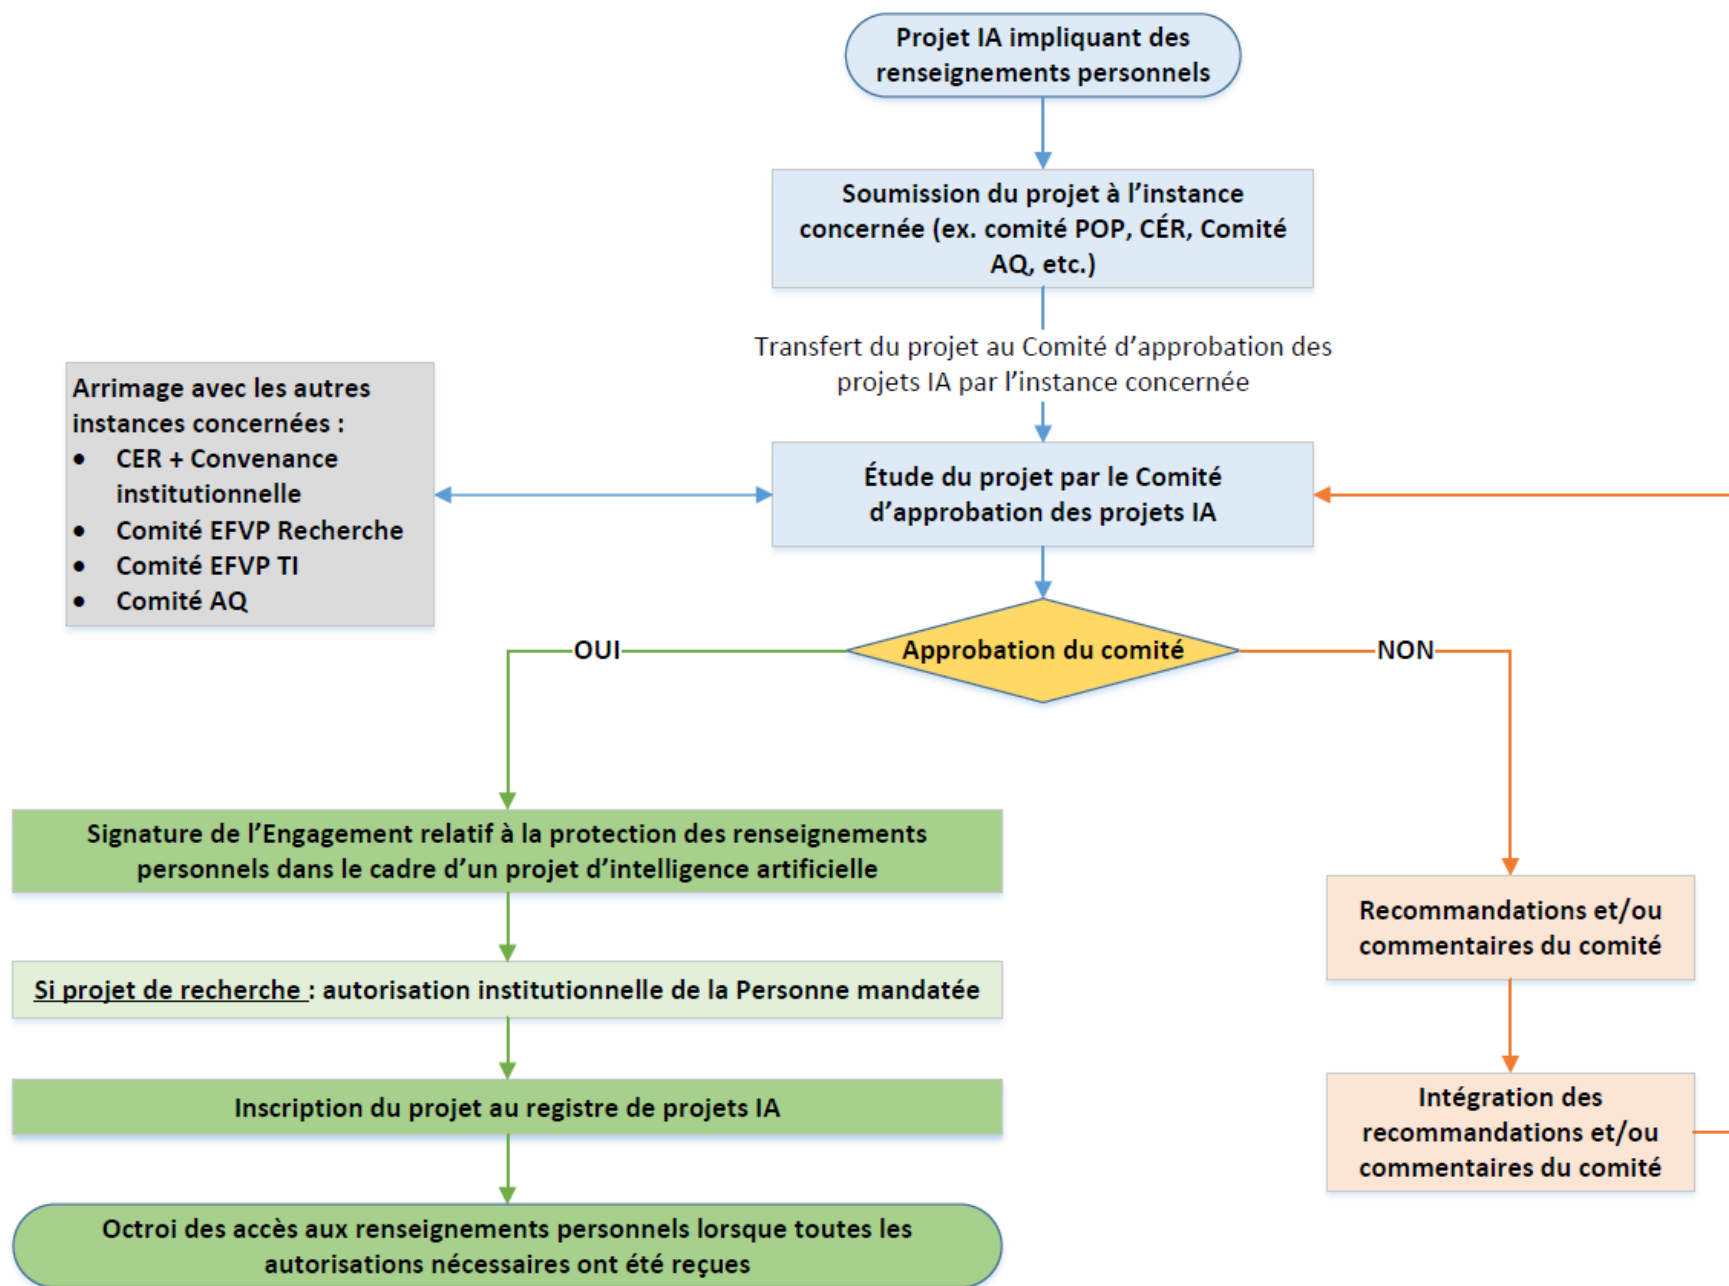 Projet IA impliquant des
renseignements personnels
Soumission du projet à l'instance
concernée (ex. comité POP, CÉR, Comité
AQ, etc.)
Transfert du projet au Comité d'approbation des
projets IA par l'instance concernée
Arrimage avec les autres
instances concernées :
• CER + Convenance
institutionnelle
• Comité EFVP Recherche
• Comité EFVP TI
• Comité AQ
Étude du projet par le Comité
d'approbation des projets IA
Approbation du comité
OUI
NON
Signature de l'Engagement relatif à la protection des renseignements
personnels dans le cadre d'un projet d'intelligence artificielle
Si projet de recherche : autorisation institutionnelle de la Personne mandatée
Inscription du projet au registre de projets IA
Octroi des accès aux renseignements personnels lorsque toutes les
autorisations nécessaires ont été reçues
Recommandations et/ou
commentaires du comité
Intégration des
recommandations et/ou
commentaires du comité